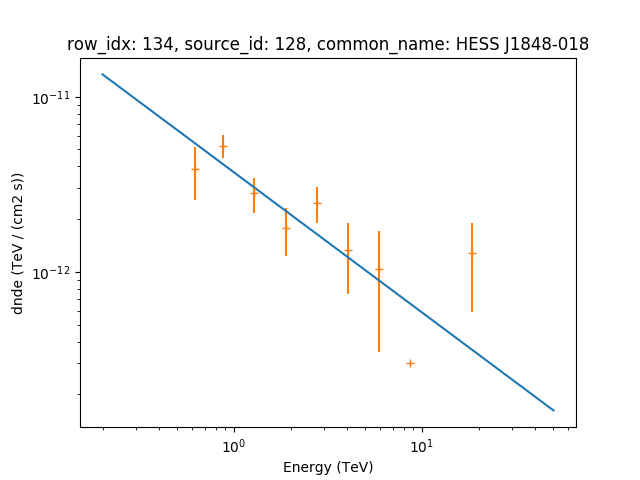 row_idx: 134, source_id: 128, common_name: HESS J1848-018
dnde (TeV / (cm2 s))
10⁻¹¹
10⁻¹²
10⁰
10¹
Energy (TeV)